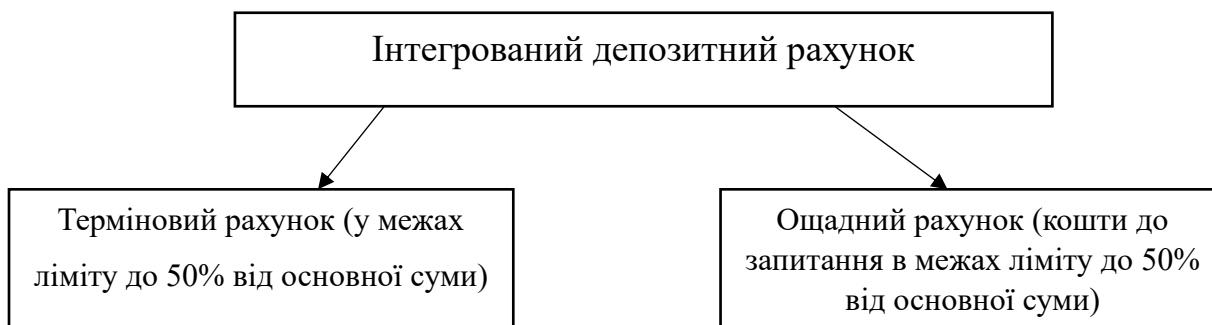 Інтегрований депозитний рахунок
Терміновий рахунок (у межах
ліміту до 50% від основної суми)
Ощадний рахунок (кошти до
запитання в межах ліміту до 50%
від основної суми)